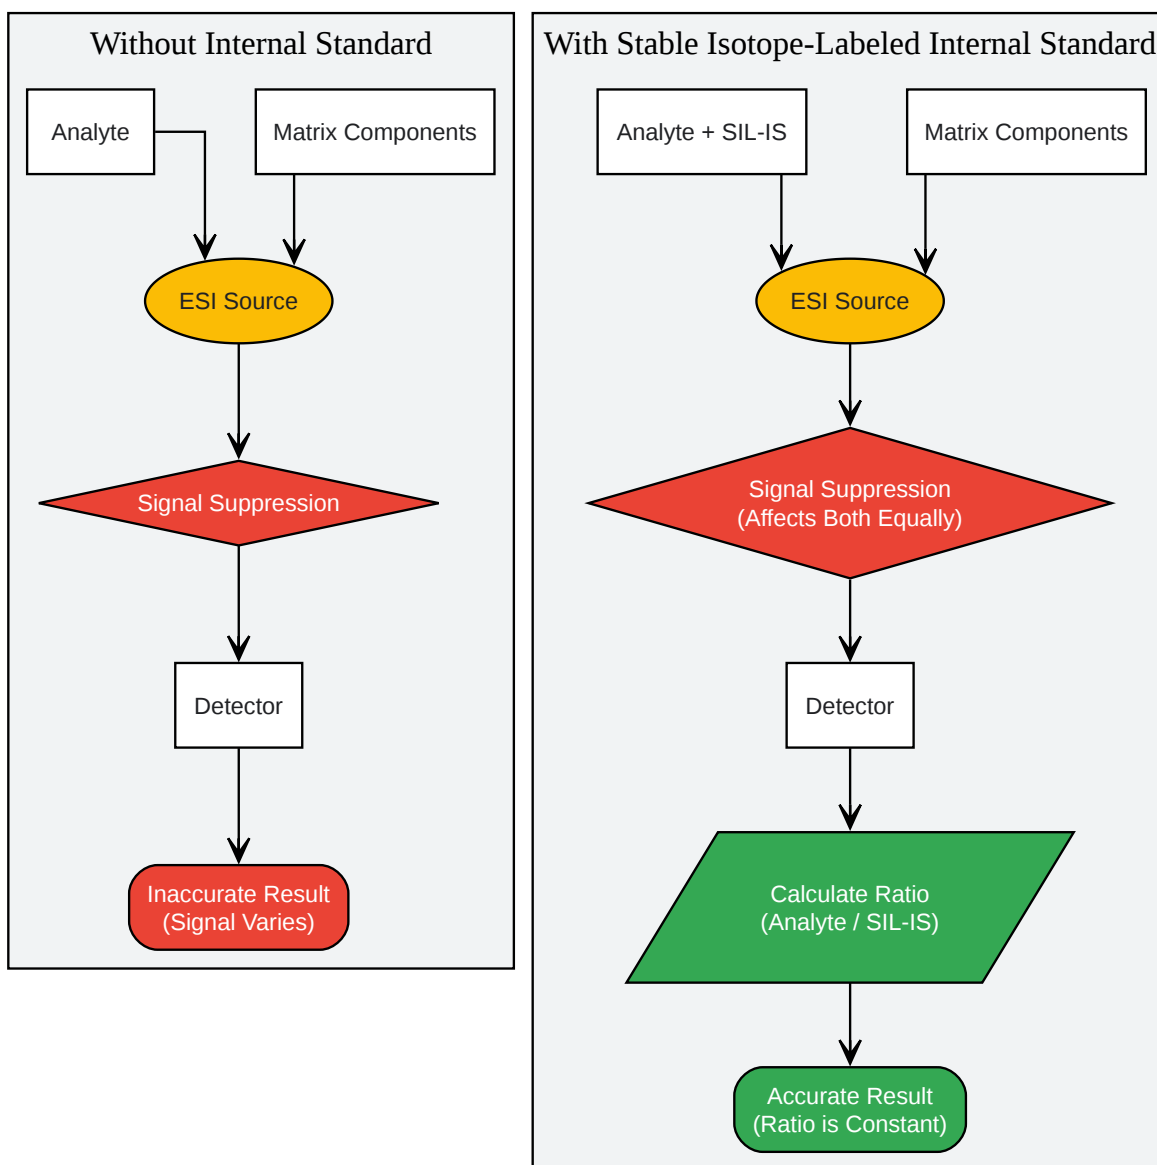 Without Internal Standard
Analyte
Matrix Components
ESI Source
Signal Suppression
Detector
Inaccurate Result
(Signal Varies)
With Stable Isotope-Labeled Internal Standard
Analyte + SIL-IS
Matrix Components
ESI Source
Signal Suppression
(Affects Both Equally)
Detector
Calculate Ratio
(Analyte / SIL-IS)
Accurate Result
(Ratio is Constant)